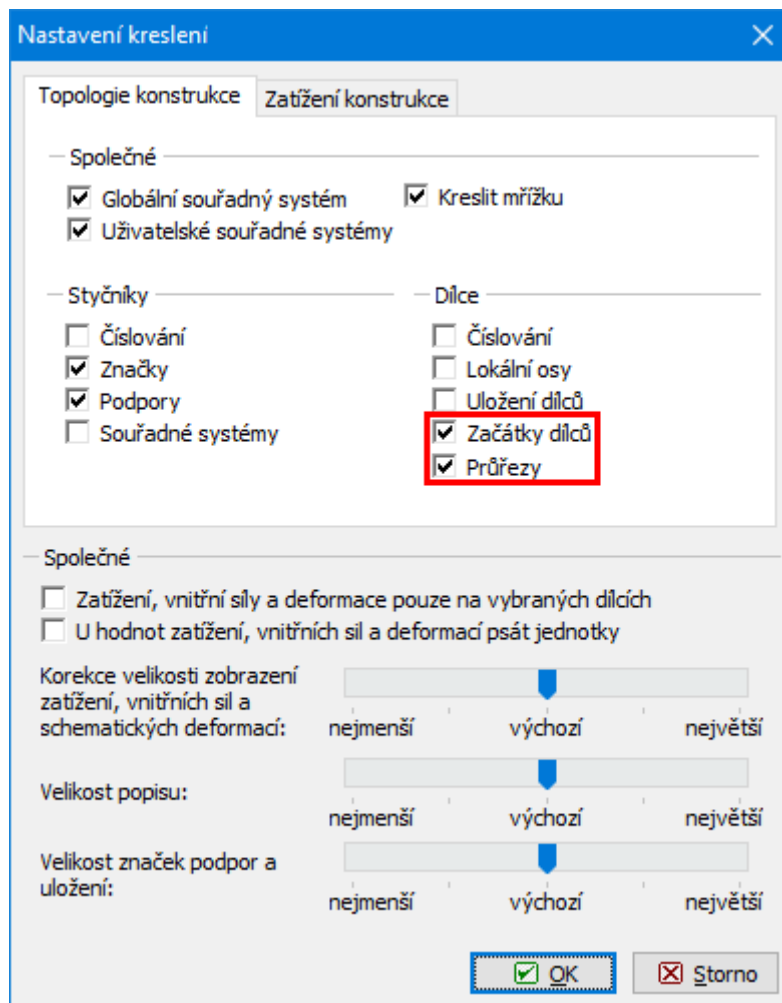 Nastavení kreslení
Topologie konstrukce
Zatížení konstrukce
Společné
Globální souřadný systém
Kreslit mřížku
Uživatelské souřadné systémy
Styčníky
Číslování
Značky
Podpory
Souřadné systémy
Dílce
Číslování
Lokální osy
Uložení dílců
Začátky dílců
Průřezy
Společné
Zatížení, vnitřní síly a deformace pouze na vybraných dílcích
U hodnot zatížení, vnitřních sil a deformací psát jednotky
Korekce velikosti zobrazení
zatížení, vnitřních sil a
schematických deformací:
nejmenší výchozí největší
Velikost popisu:
nejmenší výchozí největší
Velikost značek podpor a
uložení:
nejmenší výchozí největší
OK
Storno